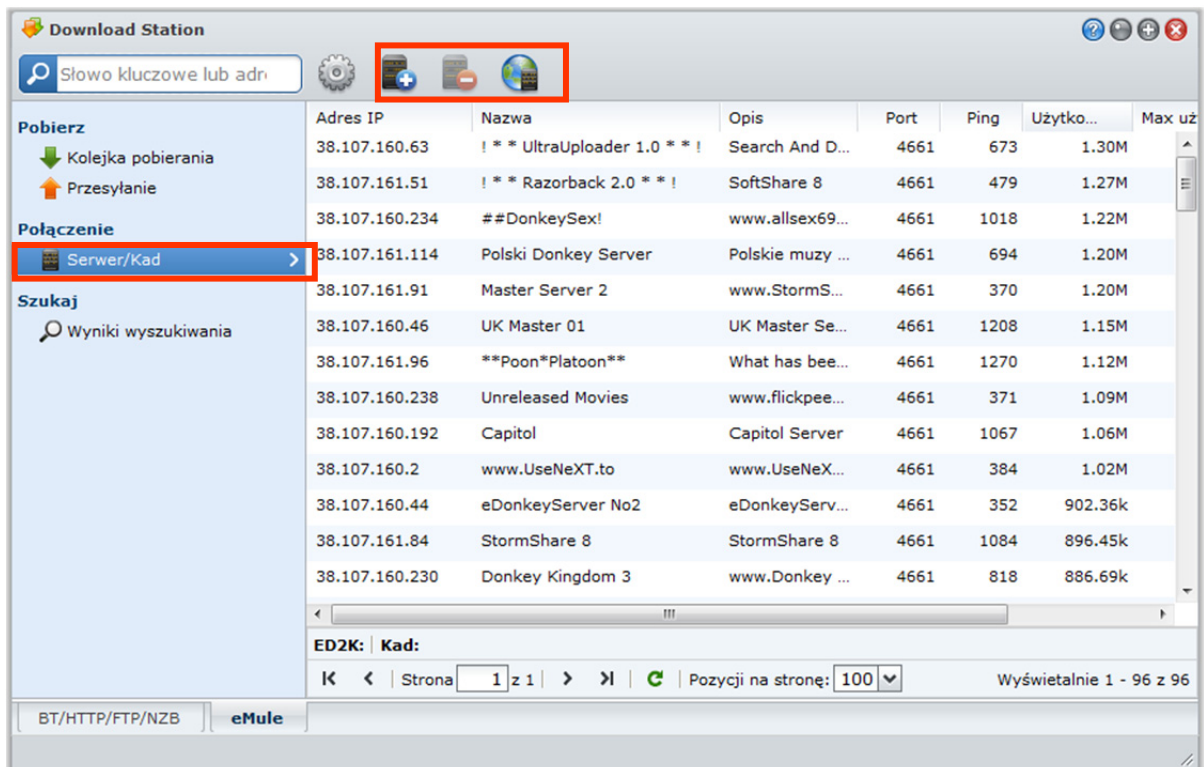 Download Station
Słowo kluczowe lub adr
Pobierz
Kolejka pobierania
Przesyłanie
Połączenie
Serwer/Kad
Szukaj
Wyniki wyszukiwania
Adres IP Nazwa Opis Port Ping Użytko... Max uż
38.107.160.63 ! * * UltraUploader 1.0 * * ! Search And D... 4661 673 1.30M
38.107.161.51 ! * * Razorback 2.0 * * ! SoftShare 8 4661 479 1.27M
38.107.160.234 ##DonkeySex! www.allsex69... 4661 1018 1.22M
38.107.161.114 Polski Donkey Server Polskie muzy ... 4661 694 1.20M
38.107.161.91 Master Server 2 www.StormS... 4661 370 1.20M
38.107.160.46 UK Master 01 UK Master Se... 4661 1208 1.15M
38.107.161.96 **Poon*Platoon** What has bee... 4661 1270 1.12M
38.107.160.238 Unreleased Movies www.flickpee... 4661 371 1.09M
38.107.160.192 Capitol Capitol Server 4661 1067 1.06M
38.107.160.2 www.UseNeXT.to www.UseNeX... 4661 384 1.02M
38.107.160.44 eDonkeyServer No2 eDonkeyServ... 4661 352 902.36k
38.107.161.84 StormShare 8 StormShare 8 4661 1084 896.45k
38.107.160.230 Donkey Kingdom 3 www.Donkey ... 4661 818 886.69k
ED2K: Kad:
Strona 1 z 1 Pozycji na stronę: 100 Wyświetalnie 1 - 96 z 96
BT/HTTP/FTP/NZB eMule